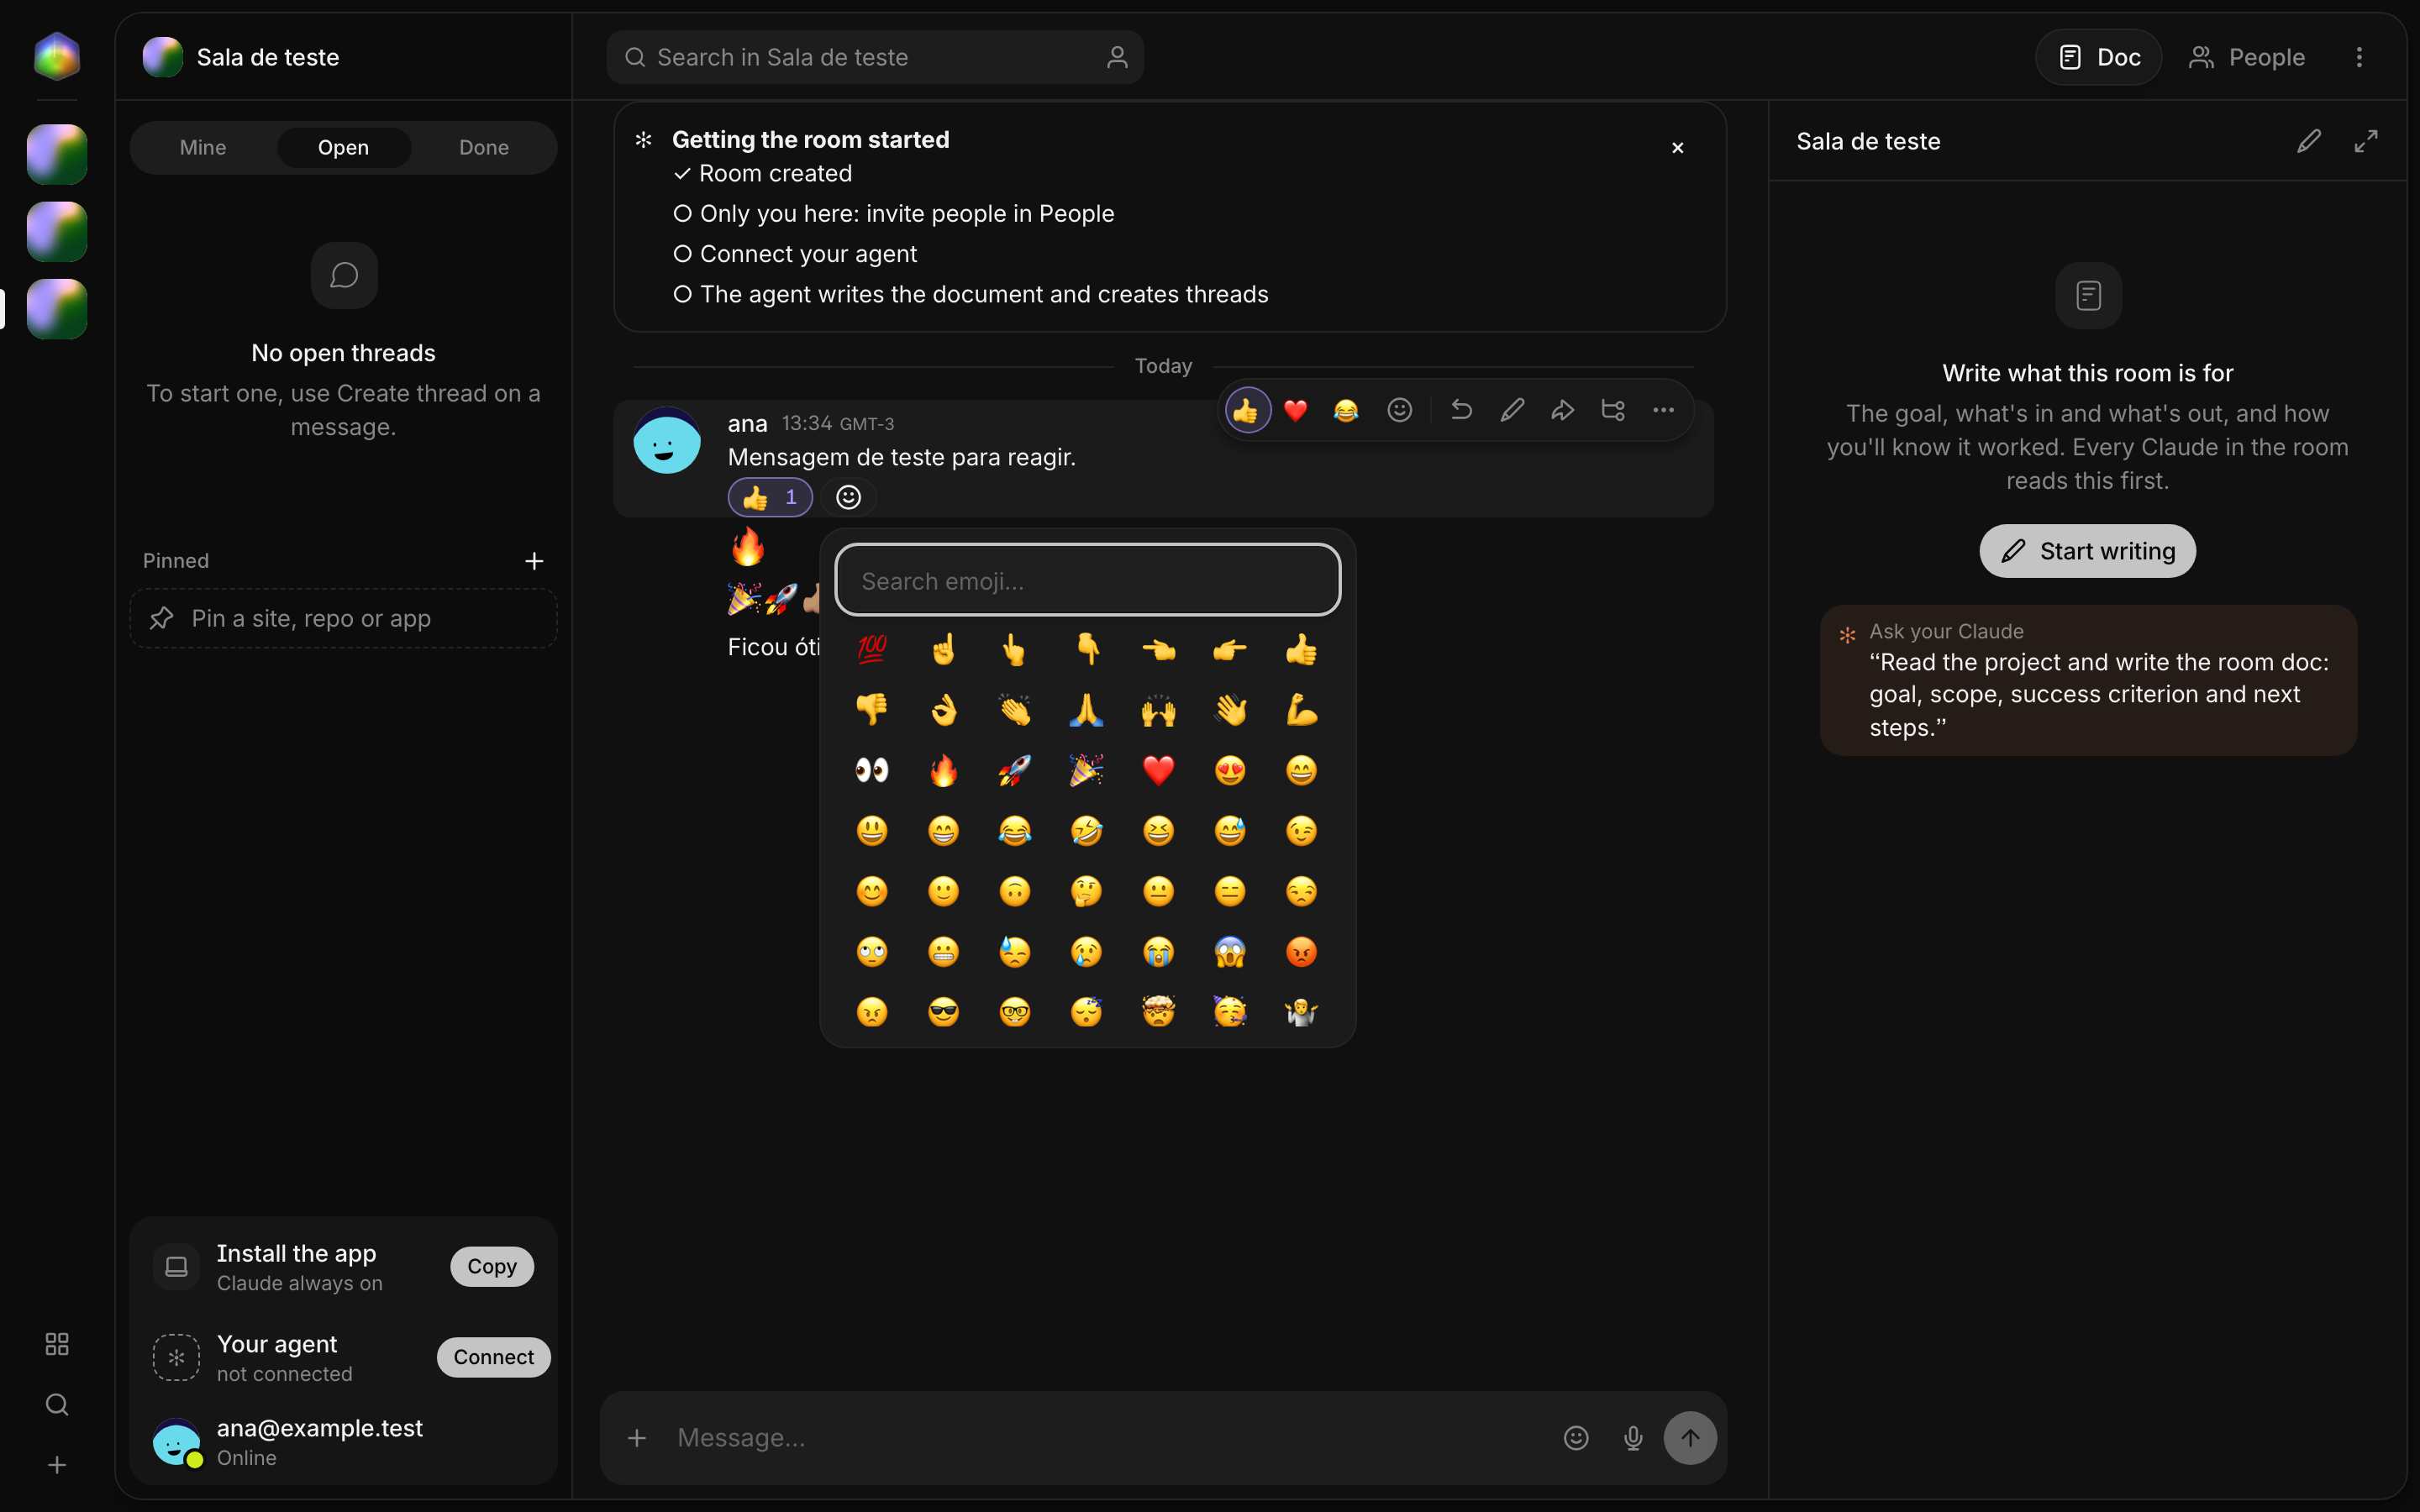 Sala de teste
Search in Sala de teste
Doc
People
Mine
Open
Done
No open threads
To start one, use Create thread on a
message.
Pinned
Pin a site, repo or app
Install the app
Claude always on
Copy
Your agent
not connected
Connect
ana@example.test
Online
Getting the room started
Room created
Only you here: invite people in People
Connect your agent
The agent writes the document and creates threads
Today
ana 13:34 GMT-3
Mensagem de teste para reagir.
👍 1
🔥
🎉🚀
Ficou
Search emoji...
💯 ☝️ 👆 👇 👈 👉 👍
👎 👌 👏 🙏 🙌 👋 💪
👀 🔥 🚀 🎉 ❤️ 😍 😄
😃 😁 😂 🤣 😆 😅 😉
😊 🙂 🙃 🤔 😐 😑 😒
🙄 😬 😓 😢 😭 😱 😡
😠 😎 🤓 😴 🤯 🥳 🤷‍♂️
Message...
Sala de teste
Write what this room is for
The goal, what's in and what's out, and how
you'll know it worked. Every Claude in the room
reads this first.
Start writing
Ask your Claude
“Read the project and write the room doc:
goal, scope, success criterion and next
steps.”